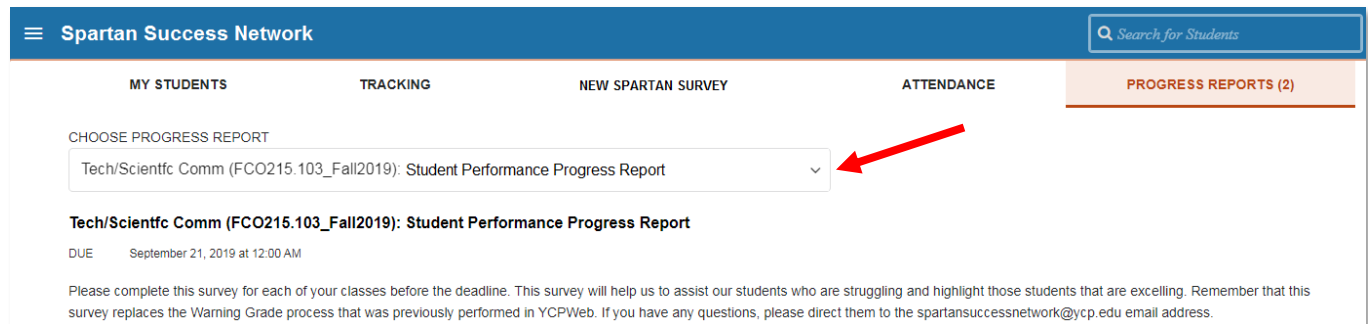 Spartan Success Network
Search for Students
MY STUDENTS TRACKING NEW SPARTAN SURVEY ATTENDANCE PROGRESS REPORTS (2)
CHOOSE PROGRESS REPORT
Tech/Scientfc Comm (FCO215.103_Fall2019): Student Performance Progress Report
Tech/Scientfc Comm (FCO215.103_Fall2019): Student Performance Progress Report
DUE September 21, 2019 at 12:00 AM
Please complete this survey for each of your classes before the deadline. This survey will help us to assist our students who are struggling and highlight those students that are excelling. Remember that this
survey replaces the Warning Grade process that was previously performed in YCPWeb. If you have any questions, please direct them to the spartansuccessnetwork@ycp.edu email address.